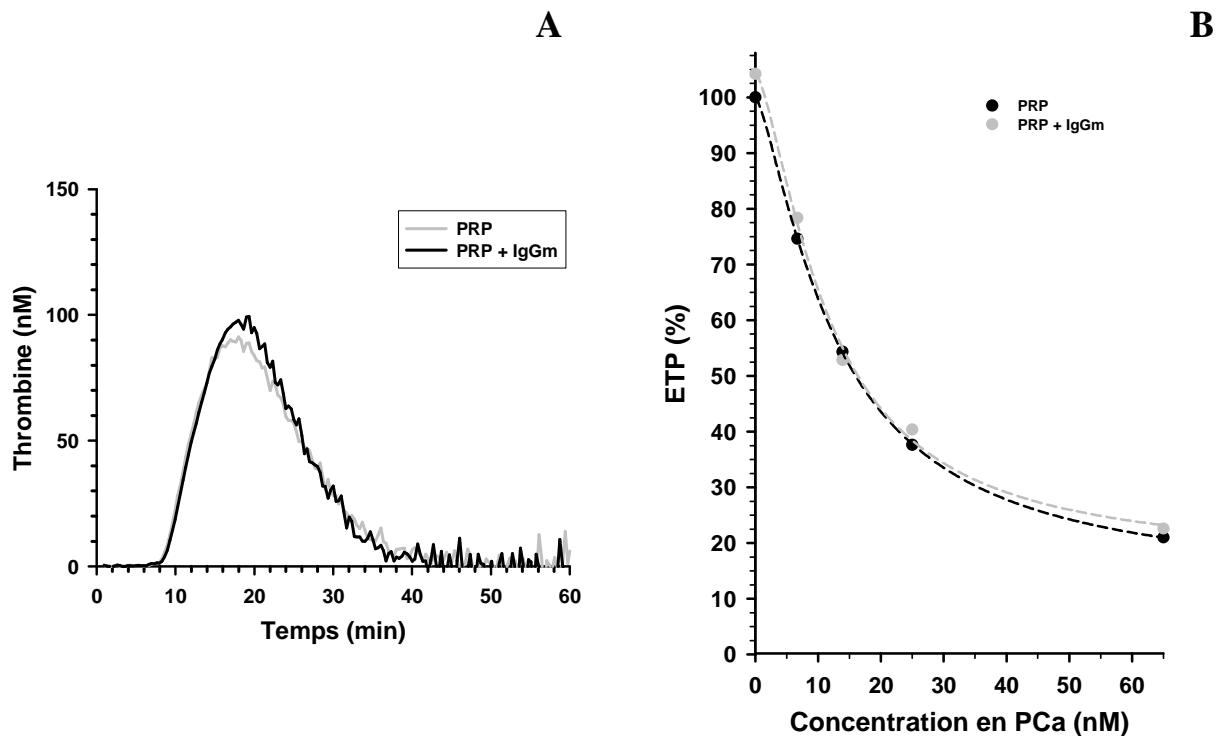 A
150
100
50
0
Thrombine (nM)
PRP
PRP + IgGm
0 10 20 30 40 50 60
Temps (min)
B
100
90
80
70
60
50
40
30
20
10
0
ETP (%)
PRP
PRP + IgGm
0 10 20 30 40 50 60
Concentration en PCa (nM)